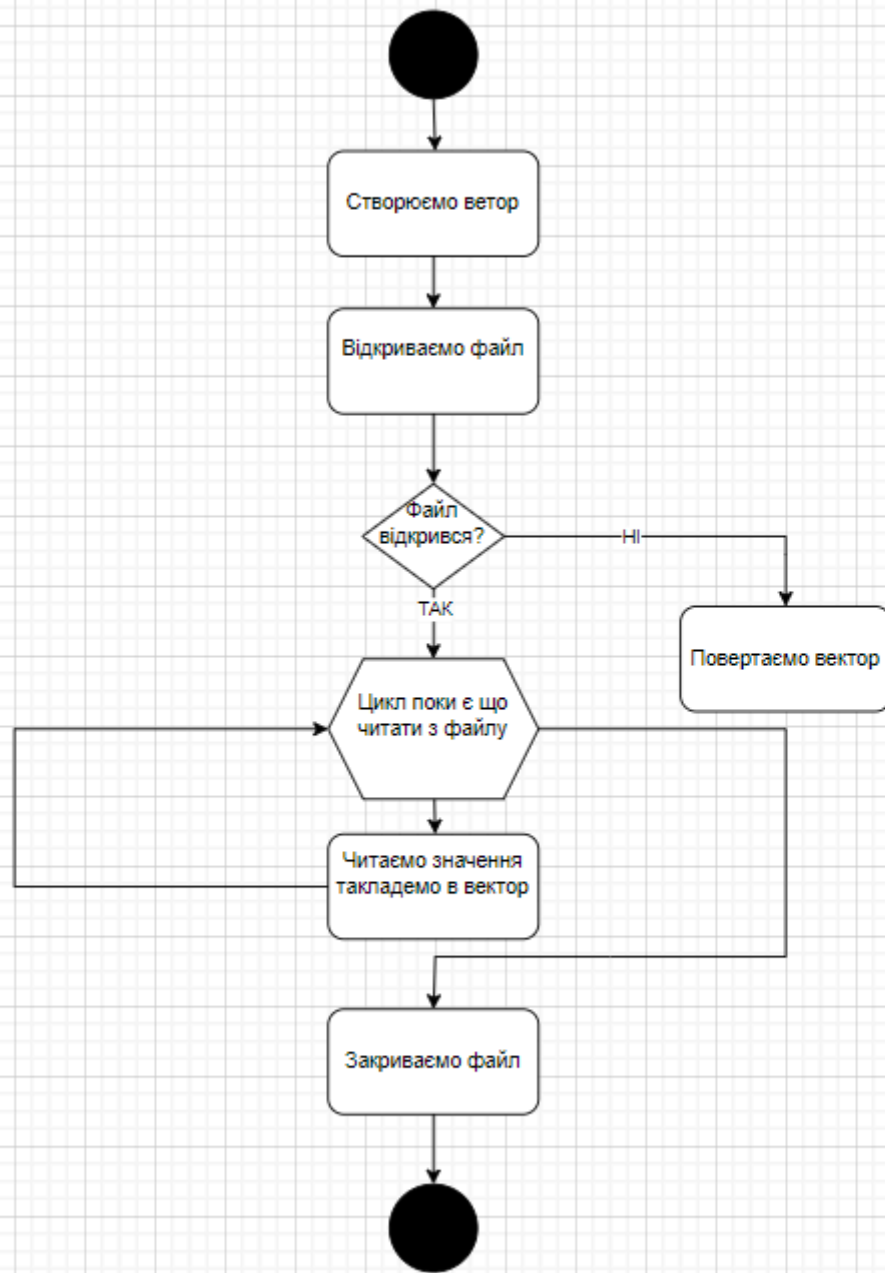 Створюємо ветор
Відкриваємо файл
Файл
відкрився?
НІ
ТАК
Повертаємо вектор
Цикл поки є що
читати з файлу
Читаємо значення
такладемо в вектор
Закриваємо файл